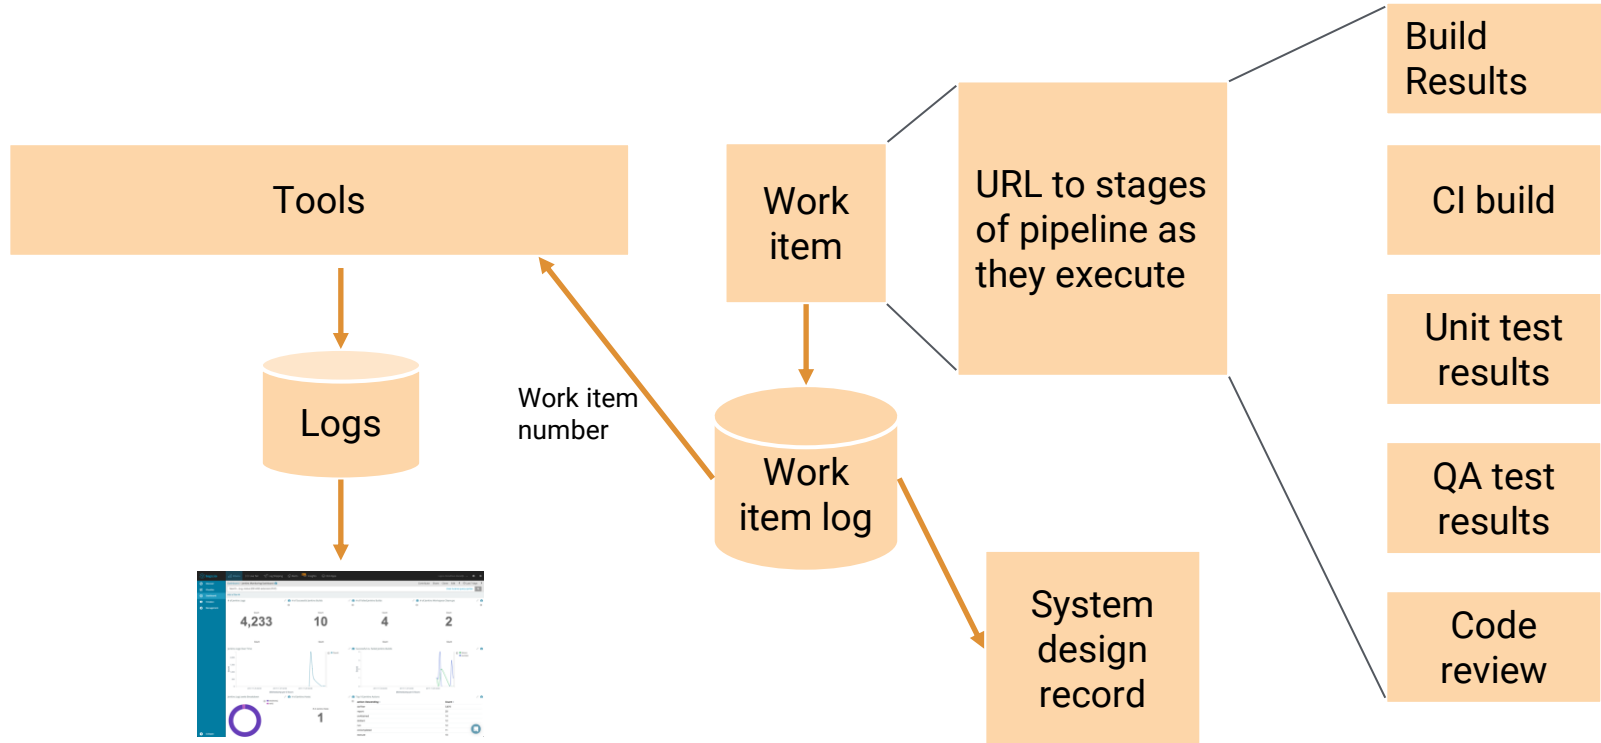 Build
Results
Tools
Work
item
URL to stages
of pipeline as
they execute
CI build
Unit test
results
Logs
Work item
number
Work
item log
QA test
results
System
design
record
Code
review
4,233
10
4
2
1